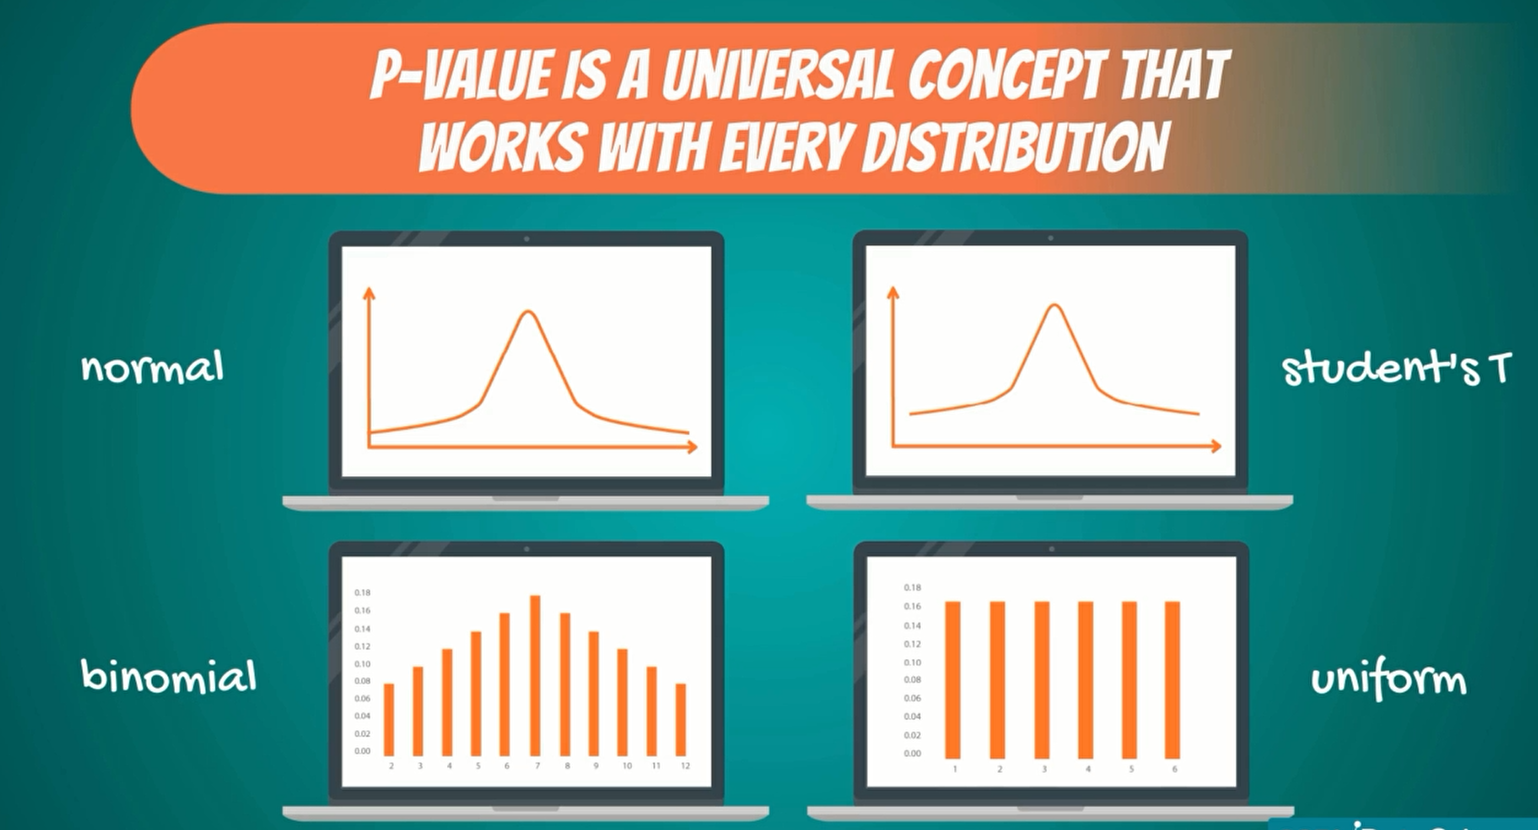 P-VALUE IS A UNIVERSAL CONCEPT THAT
WORKS WITH EVERY DISTRIBUTION
normal
student's T
binomial
0.18
0.16
0.14
0.12
0.10
0.08
0.06
0.04
0.02
0.00
2 3 4 5 6 7 8 9 10 11 12
0.18
0.16
0.14
0.12
0.10
0.08
0.06
0.04
0.02
0.00
1 2 3 4 5 6
uniform